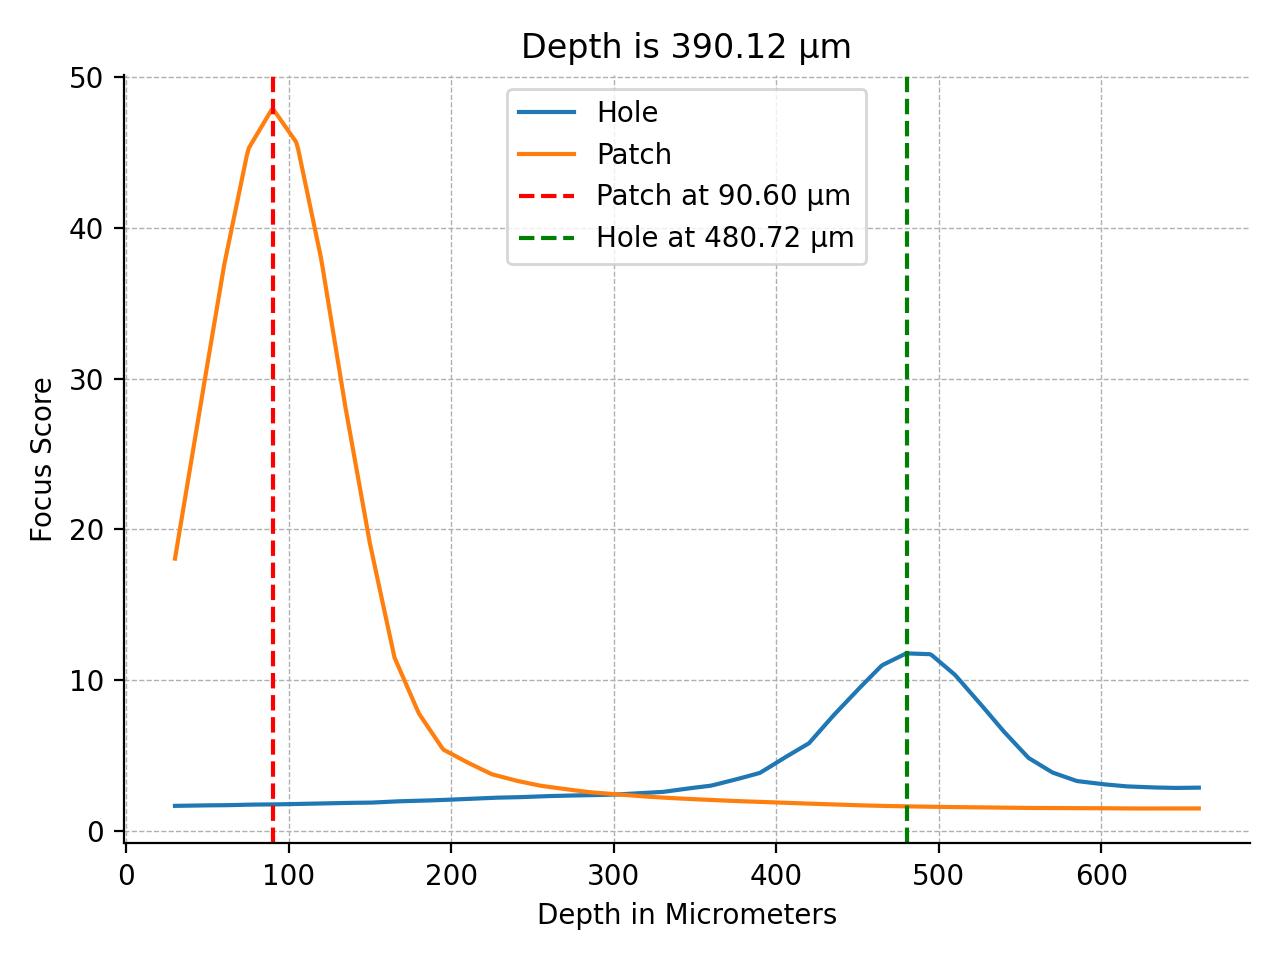 Depth is 390.12 µm
Hole
Patch
Patch at 90.60 µm
Hole at 480.72 µm
Focus Score
50
40
30
20
10
0
0 100 200 300 400 500 600
Depth in Micrometers